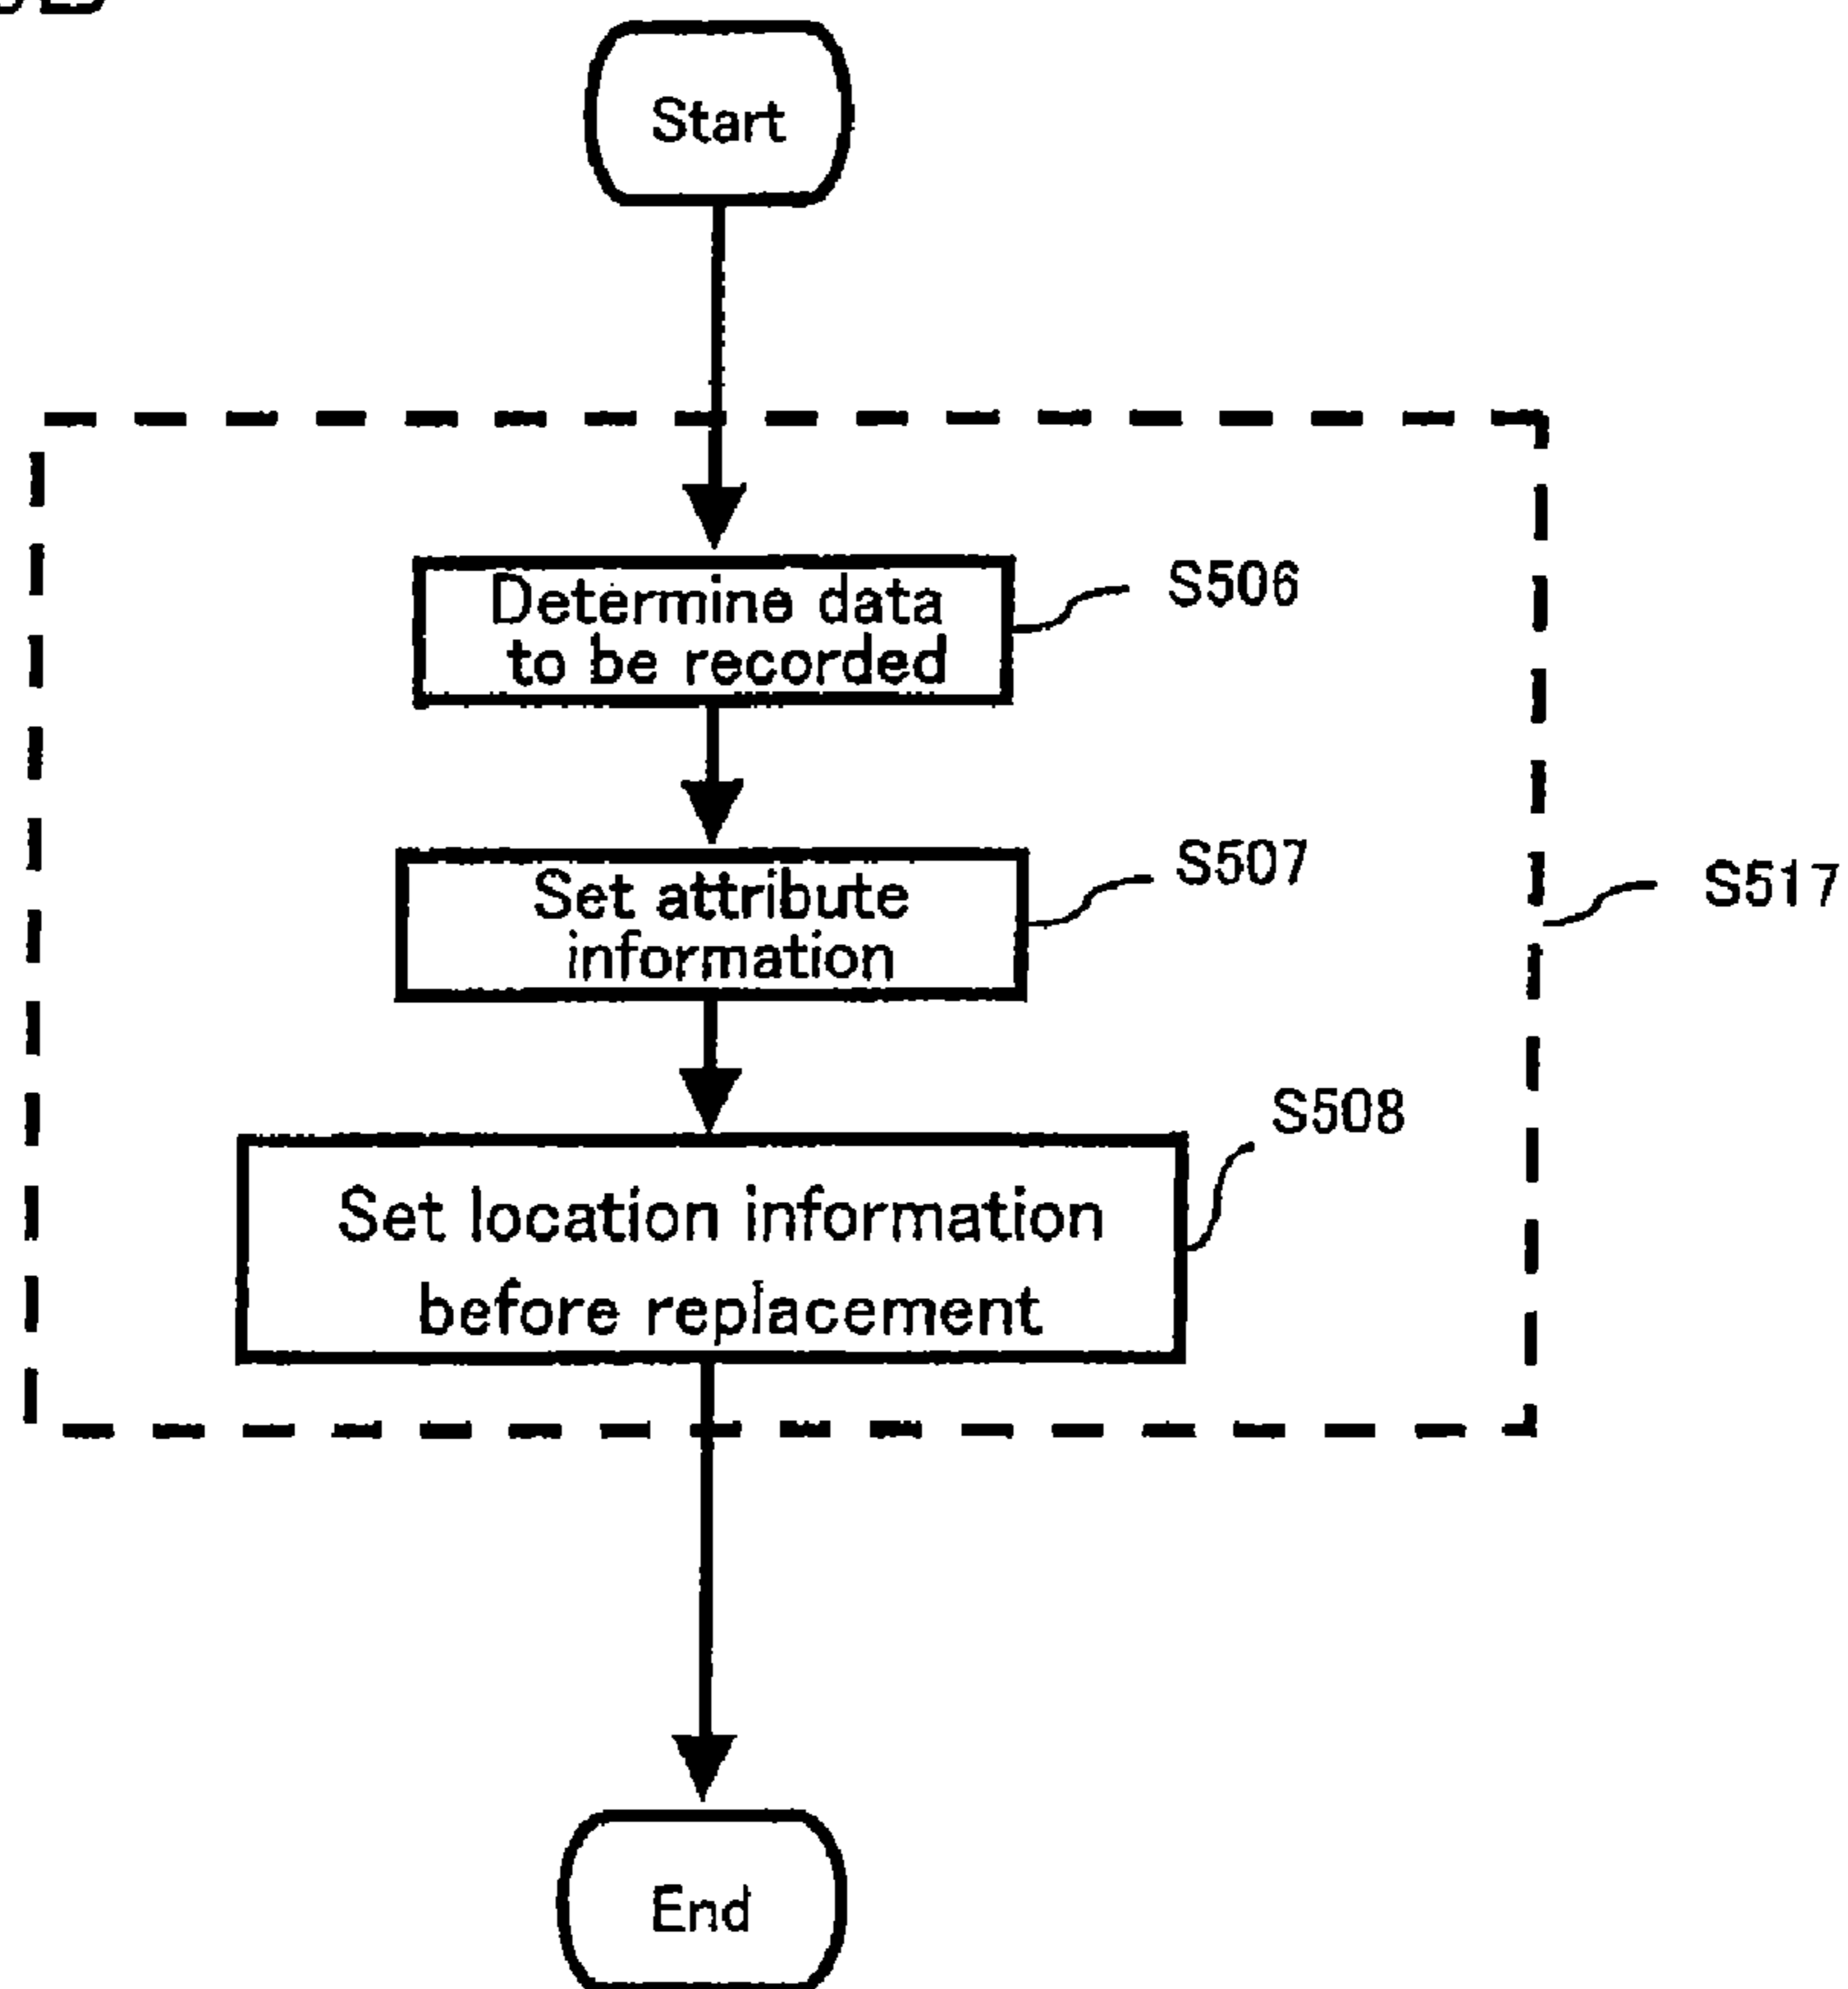 Start
Determine data
to be recorded
S506
Set attribute
information
S507
S517
Set location information
before replacement
S508
End